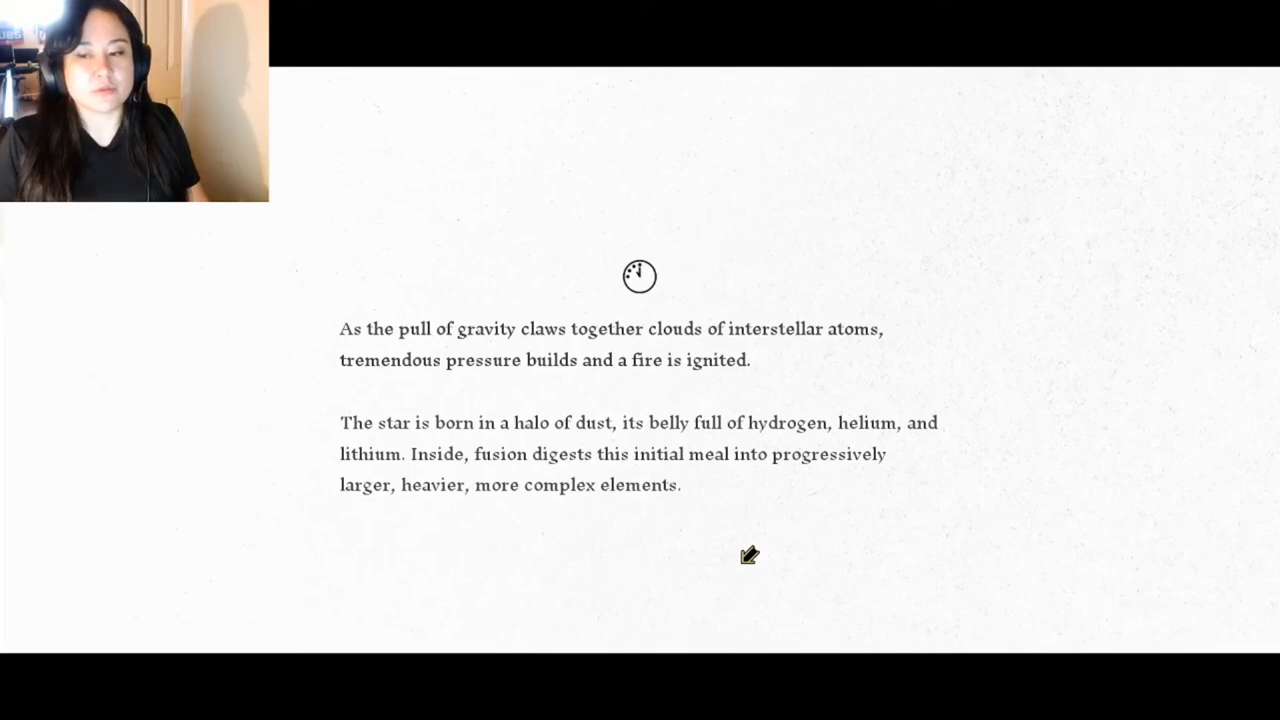 As the pull of gravity claws together clouds of interstellar atoms,
tremendous pressure builds and a fire is ignited.
The star is born in a halo of dust, its belly full of hydrogen, helium, and
lithium. Inside, fusion digests this initial meal into progressively
larger, heavier, more complex elements.